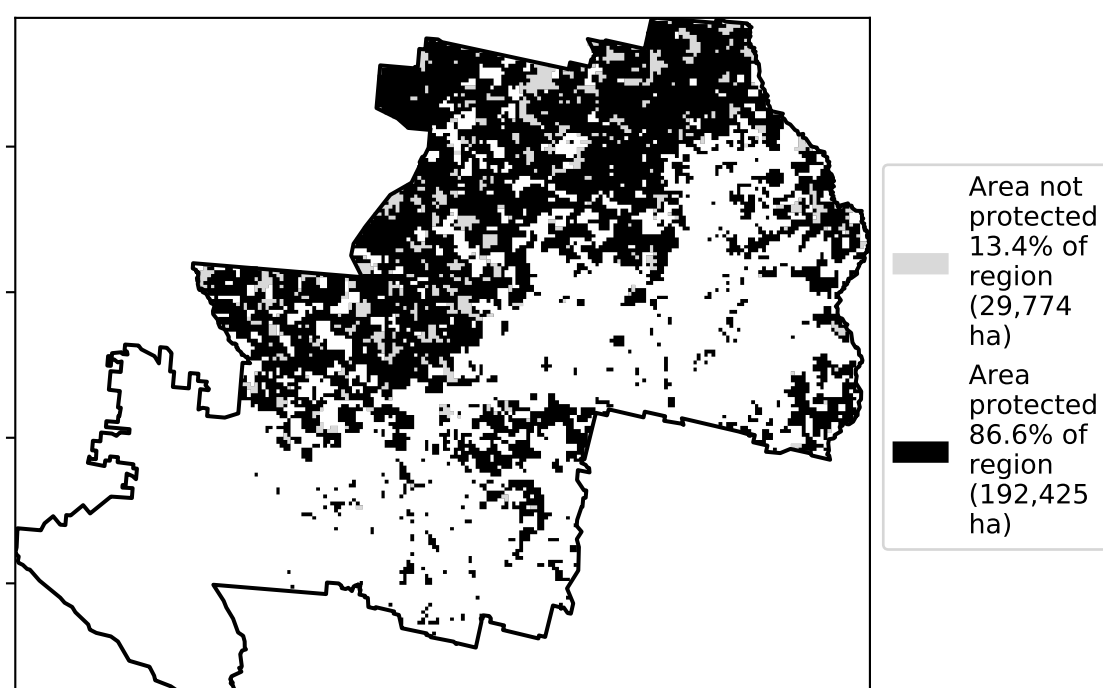 Area not
protected
13.4% of
region
(29,774
ha)
Area
protected
86.6% of
region
(192,425
ha)